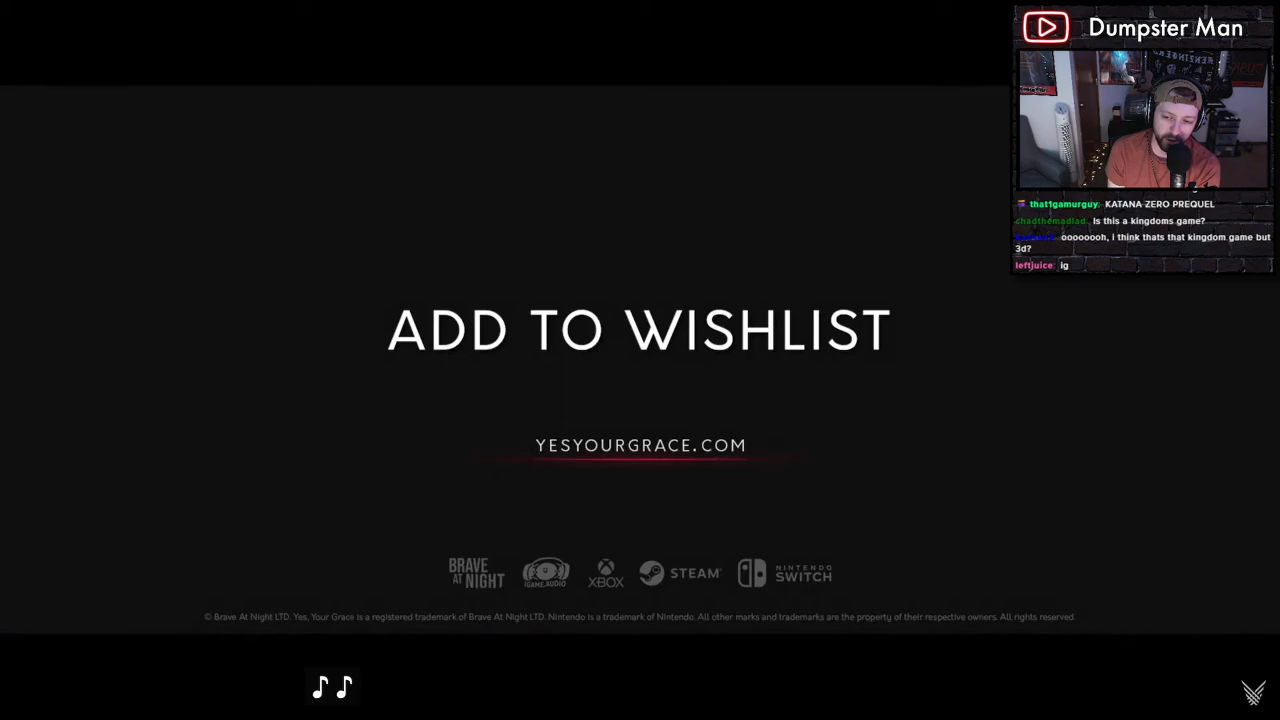 Dumpster Man
that1gamurguy: KATANA ZERO PREQUEL
chadthemadlad: Is this a kingdoms game?
oooooooh, i think thats that kingdom game but
3d?
leftjuice: ig
ADD TO WISHLIST
YESYOURGRACE.COM
BRAVE
AT NIGHT
IGAME.AUDIO
XBOX
STEAM
NINTENDO
SWITCH
© Brave At Night LTD. Yes, Your Grace is a registered trademark of Brave At Night LTD. Nintendo is a trademark of Nintendo. All other marks and trademarks are the property of their respective owners. All rights reserved.